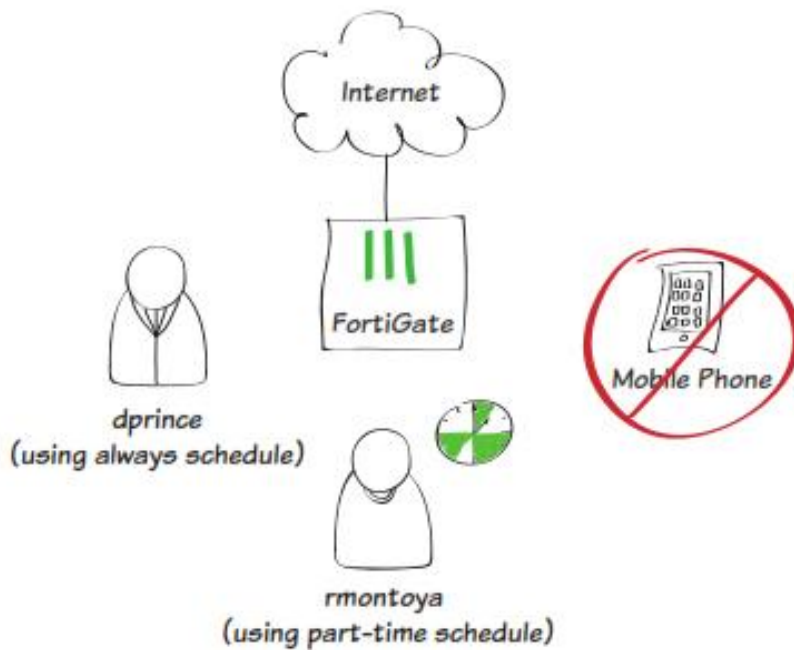 Internet
FortiGate
Mobile Phone
dprince
(using always schedule)
rmontoya
(using part-time schedule)